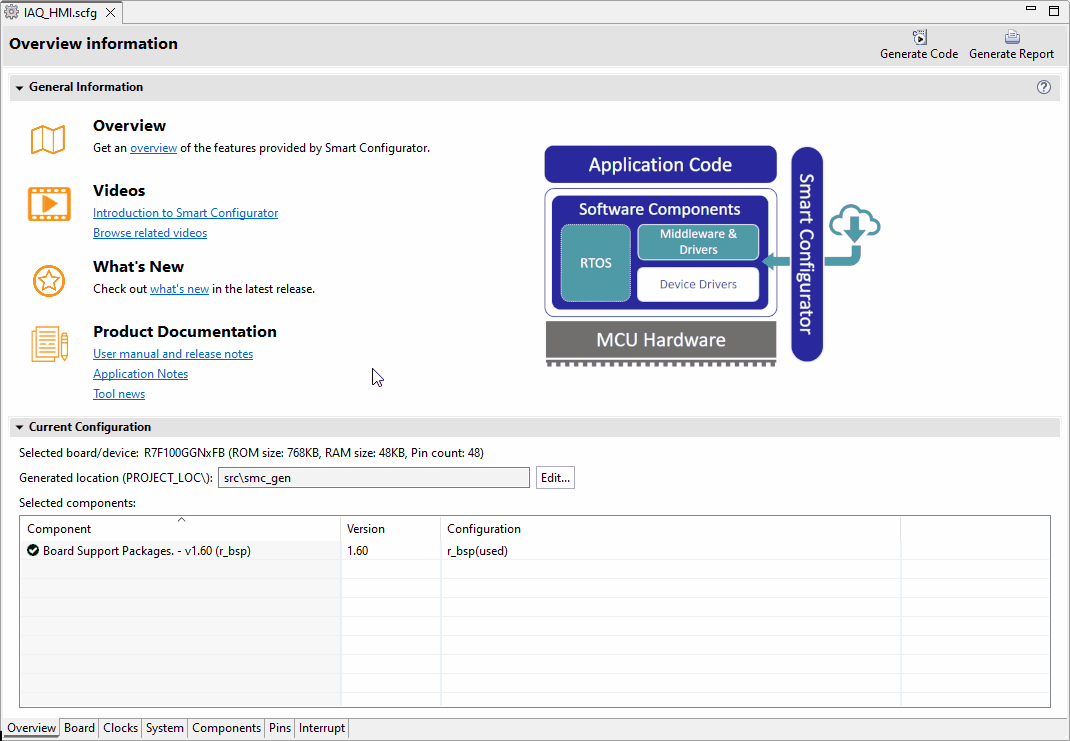 IAQ_HMI.scfg
Overview information
Generate Code
Generate Report
General Information
Overview
Get an overview of the features provided by Smart Configurator.
Videos
Introduction to Smart Configurator
Browse related videos
What's New
Check out what's new in the latest release.
Product Documentation
User manual and release notes
Application Notes
Tool news
Application Code
Software Components
RTOS
Middleware &
Drivers
Device Drivers
MCU Hardware
Smart Configurator
Current Configuration
Selected board/device: R7F100GGNxFB (ROM size: 768KB, RAM size: 48KB, Pin count: 48)
Generated location (PROJECT_LOC\): src\smc_gen Edit...
Selected components:
Component Version Configuration
Board Support Packages. - v1.60 (r_bsp) 1.60 r_bsp(used)
Overview Board Clocks System Components Pins Interrupt